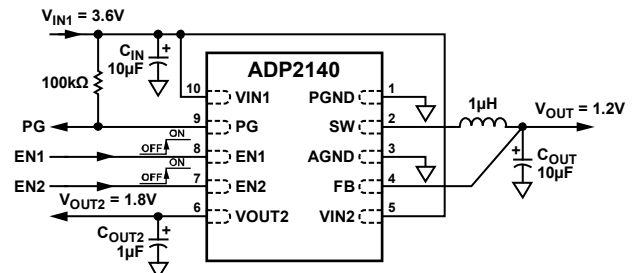 VIN1 = 3.6V
CIN
10µF
100kΩ
ADP2140
10 VIN1
PGND 1
PG 9 PG
SW 2
1µH
VOUT = 1.2V
ON
OFF
EN1 8 EN1
AGND 3
COUT
10µF
ON
OFF
EN2 7 EN2
FB 4
VOUT2 = 1.8V
6 VOUT2
VIN2 5
COUT2
1µF
+
+
+